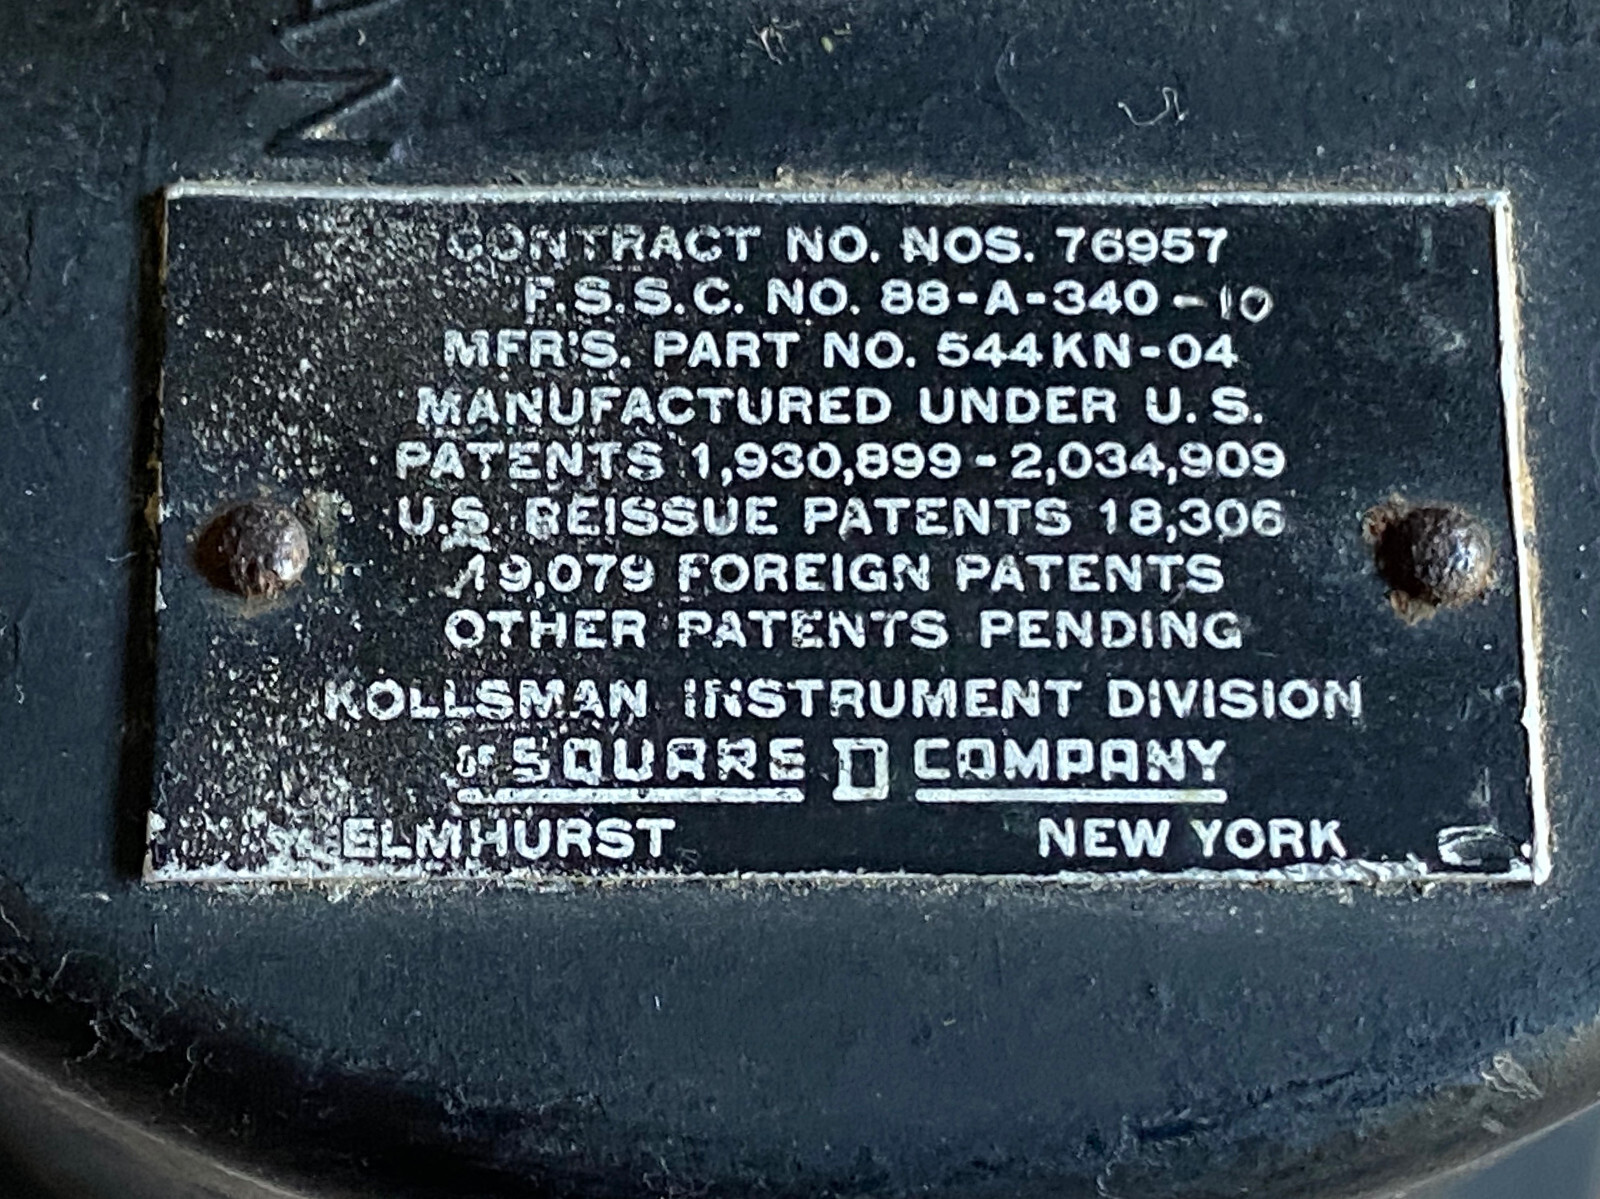 CONTRACT NO. NOS. 76957
F.S.S.C. NO. 88-A-340-10
MFR'S. PART NO. 544KN-04
MANUFACTURED UNDER U.S.
PATENTS 1,930,899-2,034,909
U.S. REISSUE PATENTS 18,306
19,079 FOREIGN PATENTS
OTHER PATENTS PENDING
KOLLSMAN INSTRUMENT DIVISION
OF SQUARE D COMPANY
ELMHURST NEW YORK